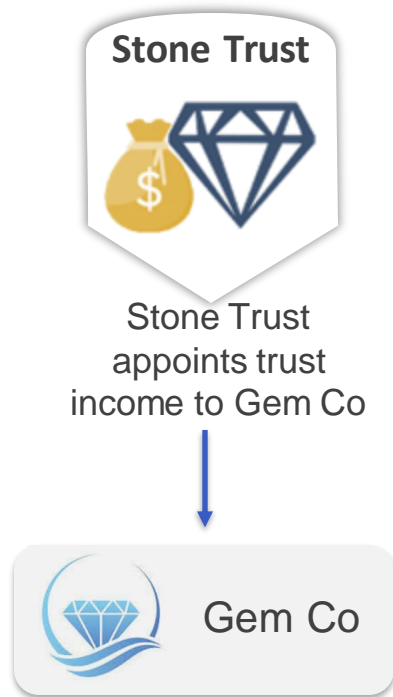 Stone Trust
$
Stone Trust
appoints trust
income to Gem Co
Gem Co